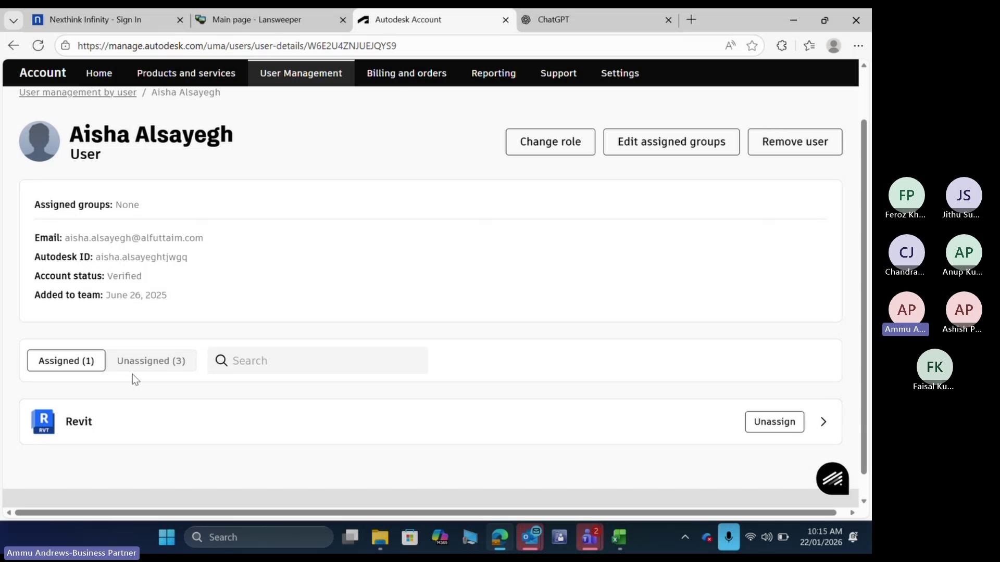 Nexthink Infinity - Sign In
Main page - Lansweeper
Autodesk Account
ChatGPT
https://manage.autodesk.com/uma/users/user-details/W6E2U4ZNJUEJQYS9
Account Home Products and services User Management Billing and orders Reporting Support Settings
User management by user / Aisha Alsayegh
Aisha Alsayegh
User
Change role
Edit assigned groups
Remove user
Assigned groups: None
Email: aisha.alsayegh@alfuttaim.com
Autodesk ID: aisha.alsayeghtjwgq
Account status: Verified
Added to team: June 26, 2025
Assigned (1)
Unassigned (3)
Search
R
RVT
Revit
Unassign
FP
Feroz Kh...
JS
Jithu Su...
CJ
Chandra...
AP
Anup Ku...
AP
Ammu A...
AP
Ashish P...
FK
Faisal Ku...
Search
M365
2
10:15 AM
22/01/2026
Ammu Andrews-Business Partner